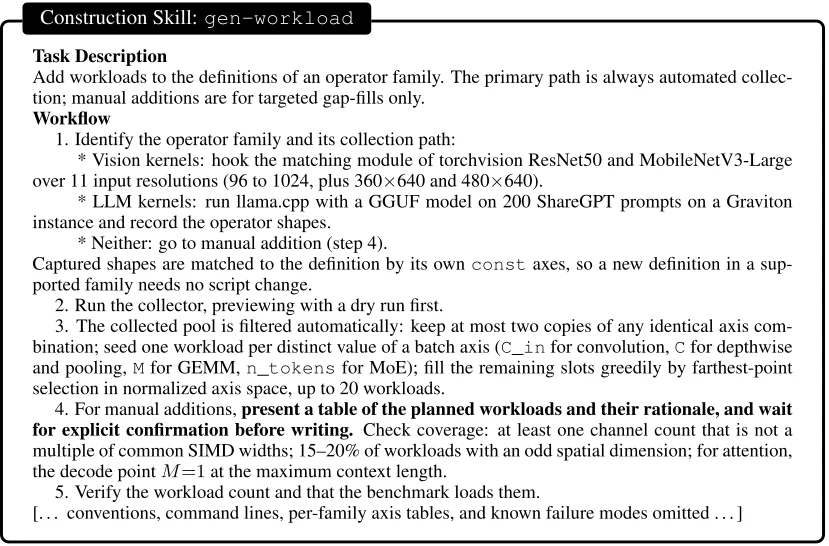 Construction Skill: gen-workload
Task Description
Add workloads to the definitions of an operator family. The primary path is always automated collec-
tion; manual additions are for targeted gap-fills only.
Workflow
1. Identify the operator family and its collection path:
* Vision kernels: hook the matching module of torchvision ResNet50 and MobileNetV3-Large
over 11 input resolutions (96 to 1024, plus 360×640 and 480×640).
* LLM kernels: run llama.cpp with a GGUF model on 200 ShareGPT prompts on a Graviton
instance and record the operator shapes.
* Neither: go to manual addition (step 4).
Captured shapes are matched to the definition by its own const axes, so a new definition in a sup-
ported family needs no script change.
2. Run the collector, previewing with a dry run first.
3. The collected pool is filtered automatically: keep at most two copies of any identical axis com-
bination; seed one workload per distinct value of a batch axis (C_in for convolution, C for depthwise
and pooling, M for GEMM, n_tokens for MoE); fill the remaining slots greedily by farthest-point
selection in normalized axis space, up to 20 workloads.
4. For manual additions, present a table of the planned workloads and their rationale, and wait
for explicit confirmation before writing. Check coverage: at least one channel count that is not a
multiple of common SIMD widths; 15–20% of workloads with an odd spatial dimension; for attention,
the decode point M=1 at the maximum context length.
5. Verify the workload count and that the benchmark loads them.
[... conventions, command lines, per-family axis tables, and known failure modes omitted ...]